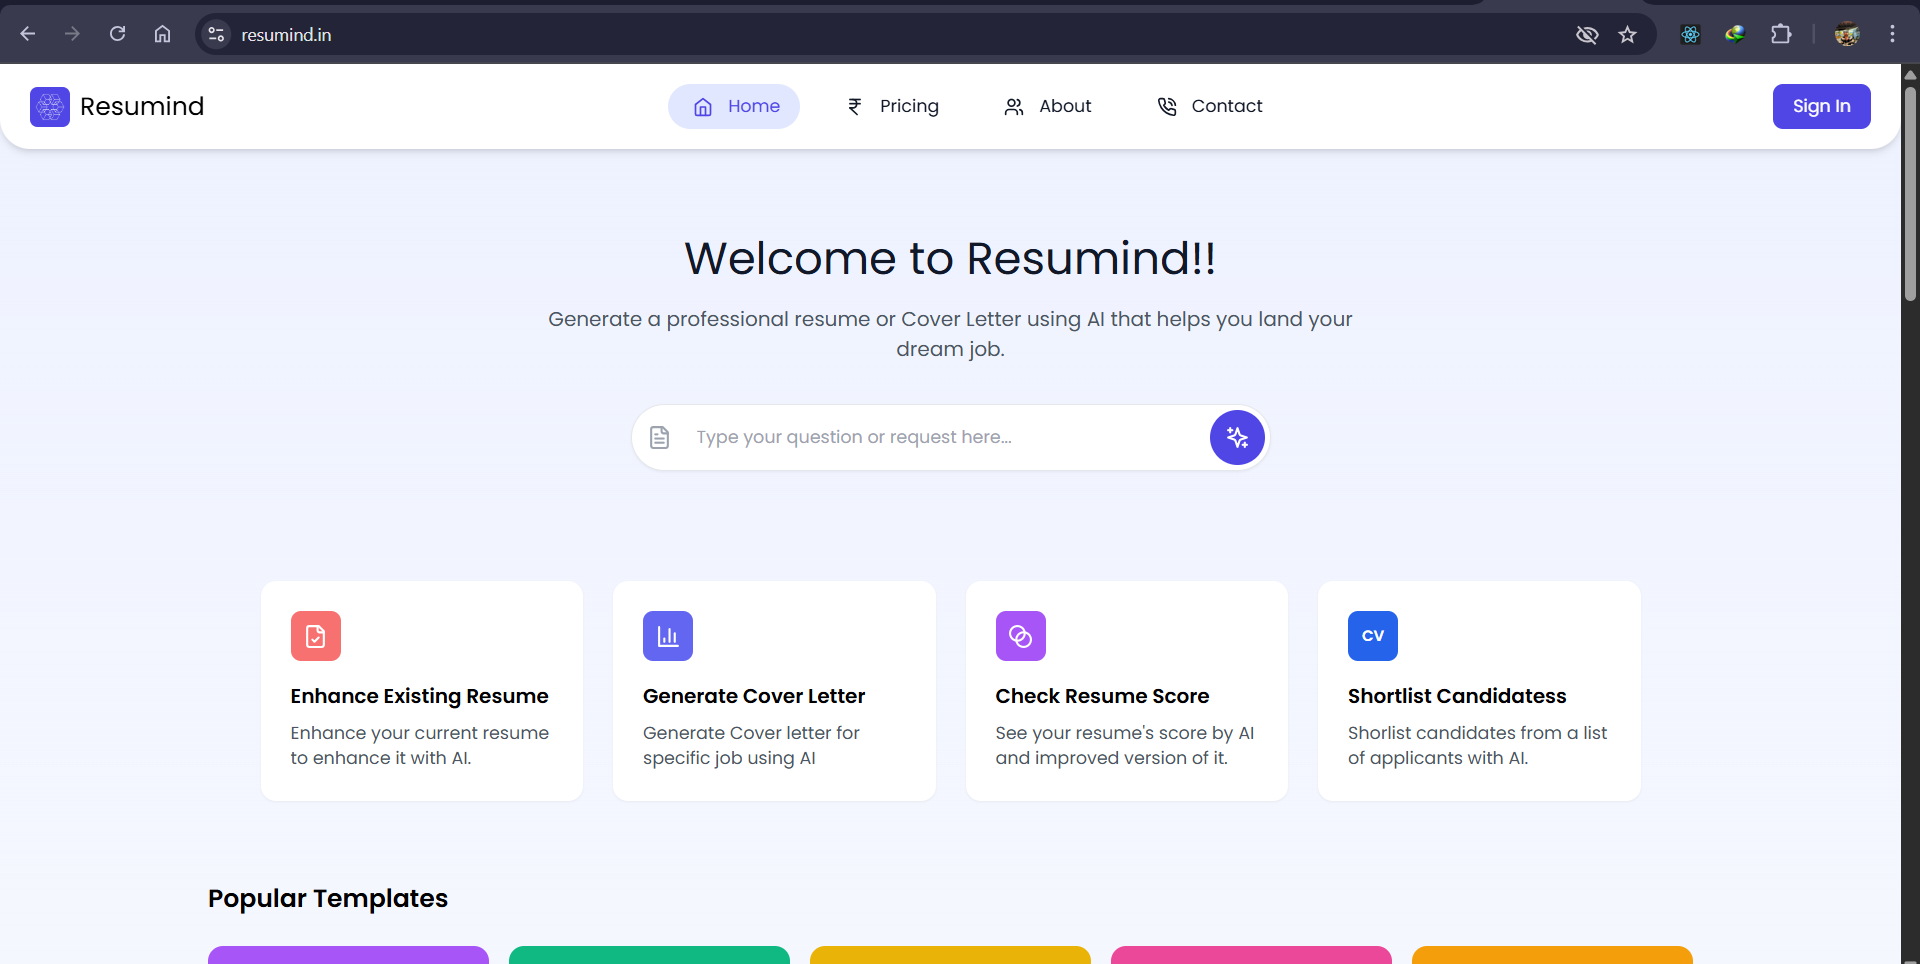 resumind.in
Resumind
Home
Pricing
About
Contact
Sign In
Welcome to Resumind!!
Generate a professional resume or Cover Letter using AI that helps you land your
dream job.
Type your question or request here...
Enhance Existing Resume
Enhance your current resume
to enhance it with AI.
Generate Cover Letter
Generate Cover letter for
specific job using AI
Check Resume Score
See your resume's score by AI
and improved version of it.
CV
Shortlist Candidatess
Shorlist candidates from a list
of applicants with AI.
Popular Templates